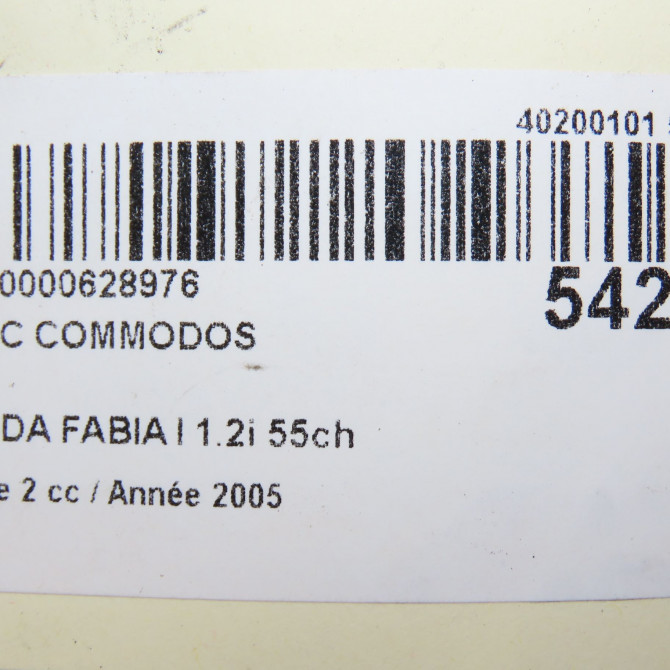 40200101
0000628976
542
C COMMODOS
DA FABIA I 1.2i 55ch
e 2 cc / Année 2005